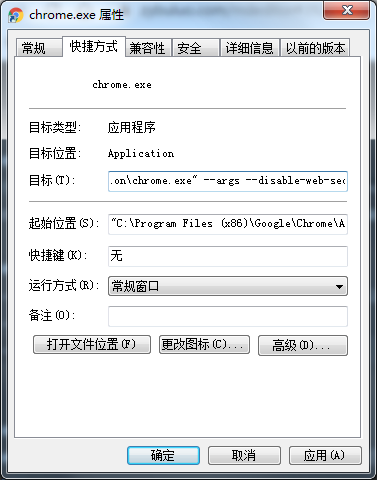 chrome.exe 属性
常规 快捷方式 兼容性 安全 详细信息 以前的版本
chrome.exe
目标类型: 应用程序
目标位置: Application
目标(T): .on\chrome.exe" --args --disable-web-sec
起始位置(S): "C:\Program Files (x86)\Google\Chrome\A
快捷键(K): 无
运行方式(R): 常规窗口
备注(O):
打开文件位置(F) 更改图标(C)... 高级(D)...
确定 取消 应用(A)